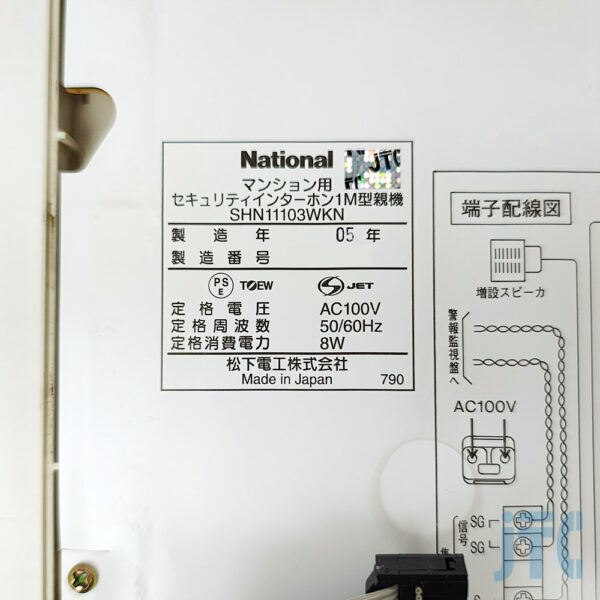 National JTC
マンション用
セキュリティインターホン1M型親機
SHN11103WKN
製造年 05年
製造番号
PS
E
TOEW
S JET
定格電圧 AC100V
定格周波数 50/60Hz
定格消費電力 8W
松下電工株式会社
Made in Japan 790
端子配線図
増設スピーカ
警報監視盤へ
AC100V
信号
SG
SG
JTC